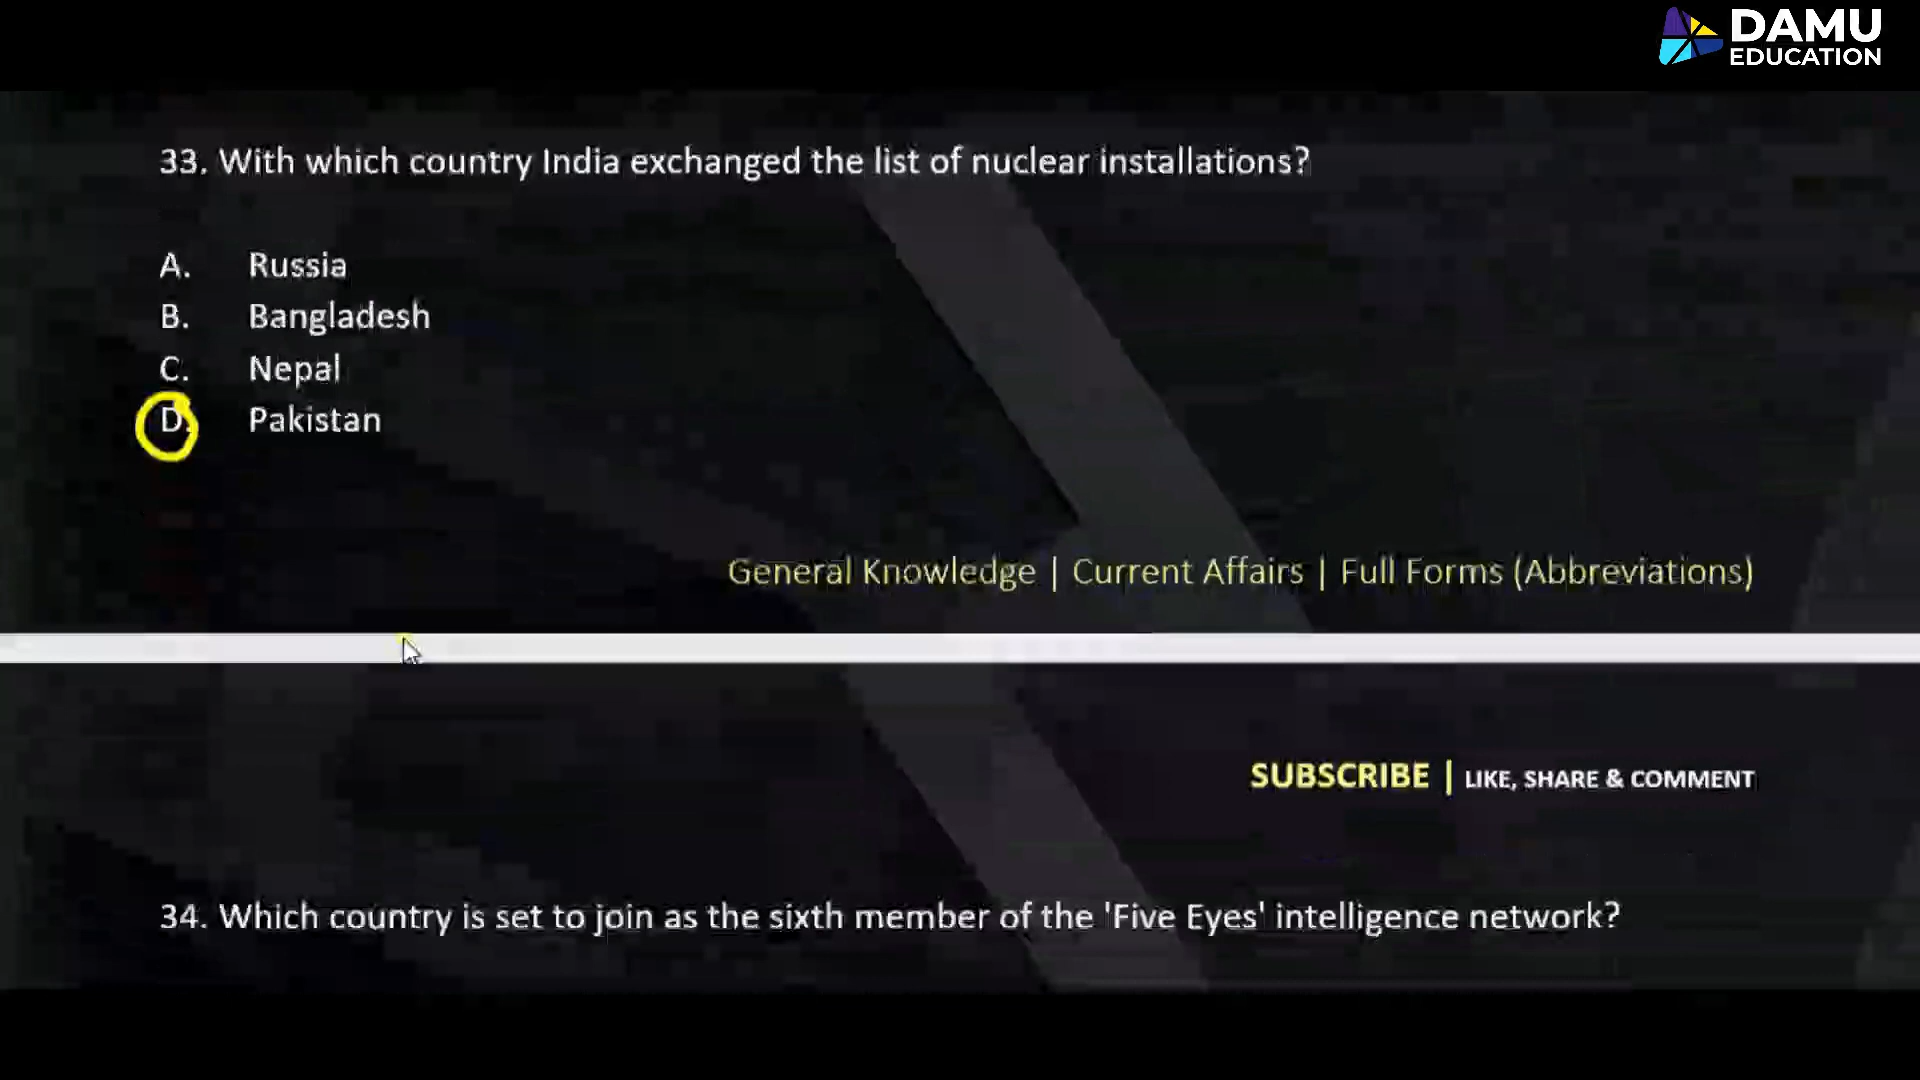 DAMU
EDUCATION
33. With which country India exchanged the list of nuclear installations?
A. Russia
B. Bangladesh
C. Nepal
D. Pakistan
General Knowledge | Current Affairs | Full Forms (Abbreviations)
SUBSCRIBE | LIKE, SHARE & COMMENT
34. Which country is set to join as the sixth member of the 'Five Eyes' intelligence network?